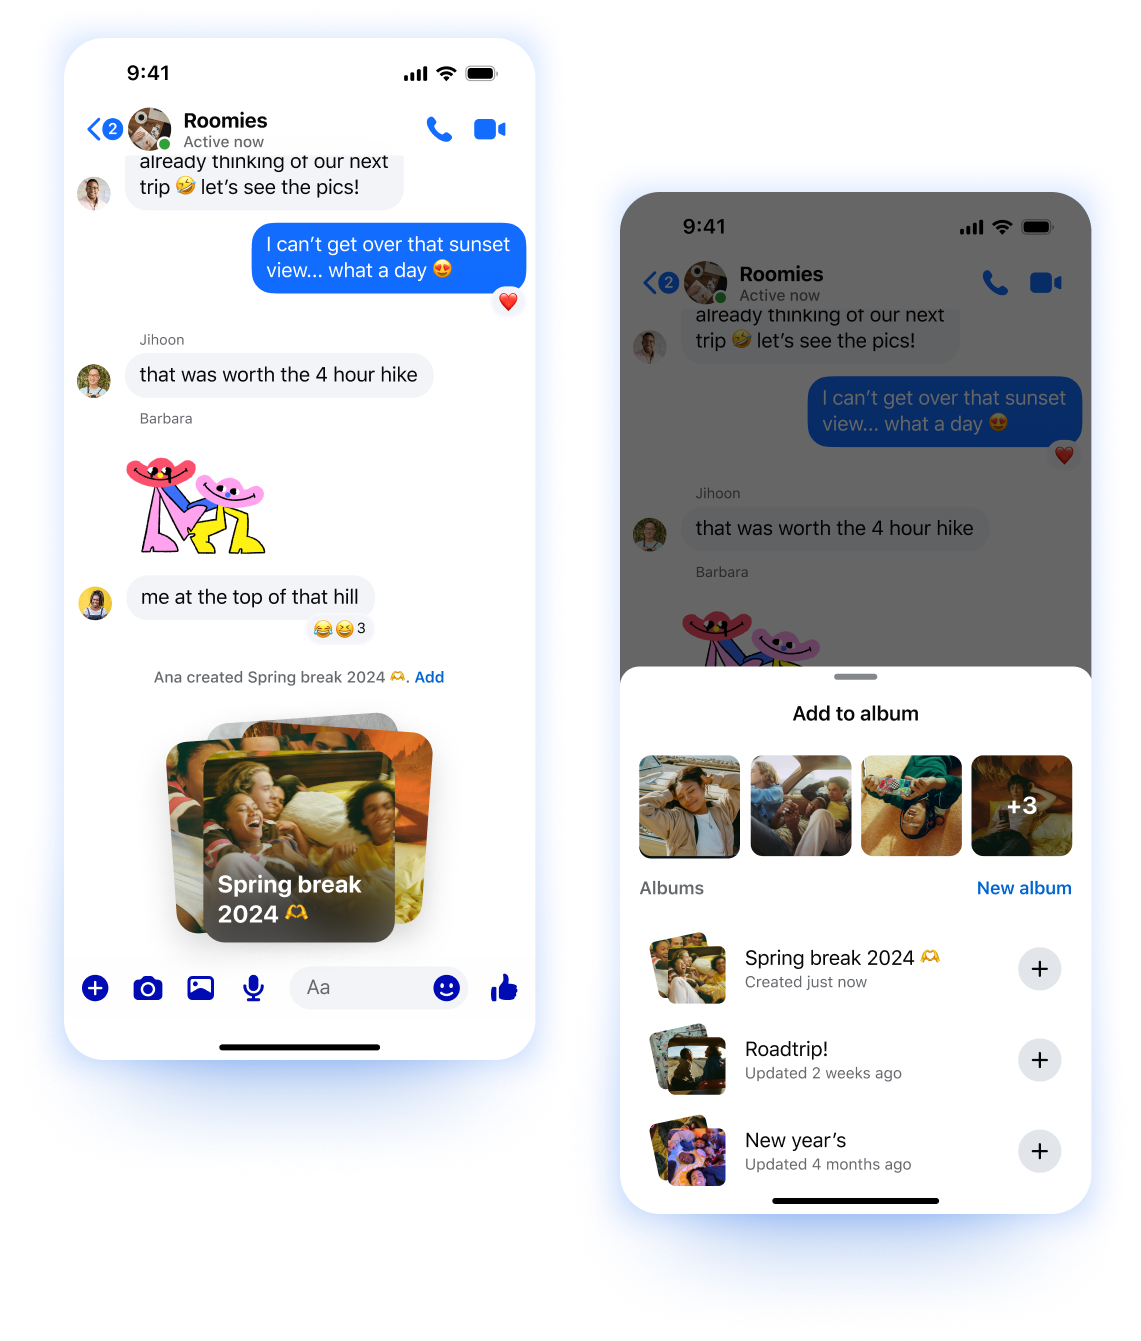 9:41
2
Roomies
Active now
already thinking of our next
trip 🤣 let's see the pics!
I can't get over that sunset
view... what a day 😍
❤️
Jihoon
that was worth the 4 hour hike
Barbara
me at the top of that hill
😂😆 3
Ana created Spring break 2024 🫶. Add
Spring break
2024 🫶
Aa
9:41
2
Roomies
Active now
already thinking of our next
trip 🤣 let's see the pics!
I can't get over that sunset
view... what a day 😍
❤️
Jihoon
that was worth the 4 hour hike
Barbara
Add to album
+3
Albums
New album
Spring break 2024 🫶
Created just now
Roadtrip!
Updated 2 weeks ago
New year's
Updated 4 months ago